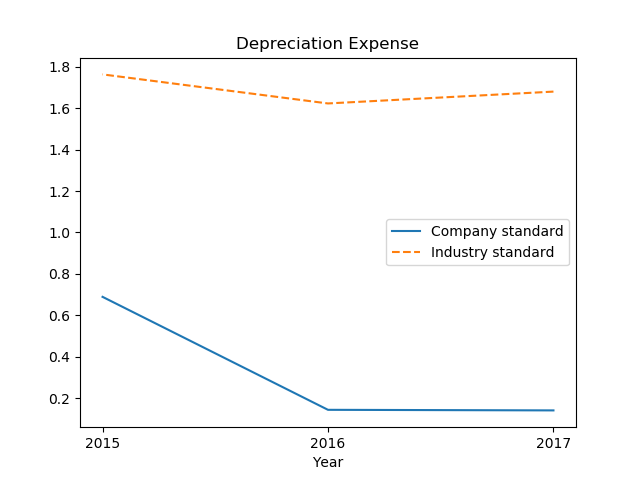 Depreciation Expense
1.8
1.6
1.4
1.2
1.0
0.8
0.6
0.4
0.2
Company standard
Industry standard
2015 2016 2017
Year